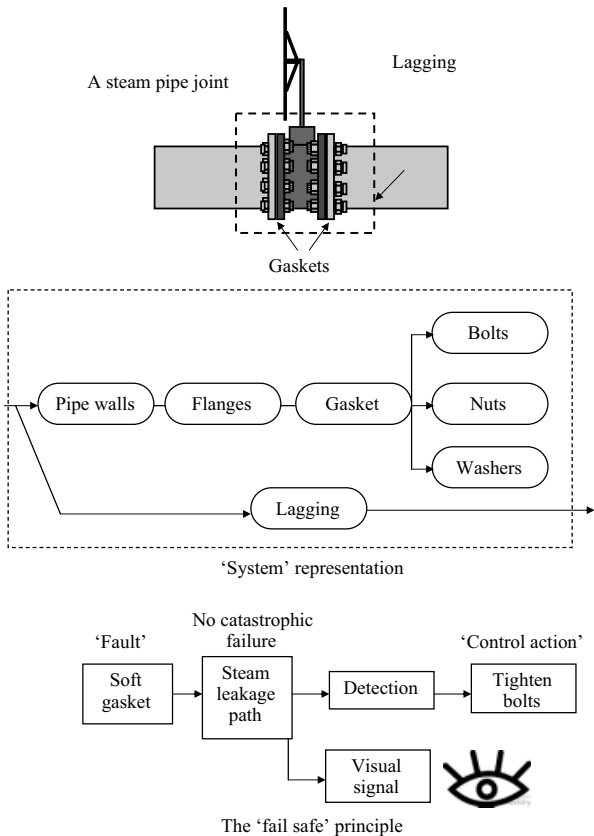 A steam pipe joint
Lagging
Gaskets
Bolts
Pipe walls
Flanges
Gasket
Nuts
Washers
Lagging
‘System’ representation
‘Fault’
No catastrophic
failure
‘Control action’
Soft
gasket
Steam
leakage
path
Detection
Tighten
bolts
Visual
signal
The ‘fail safe’ principle